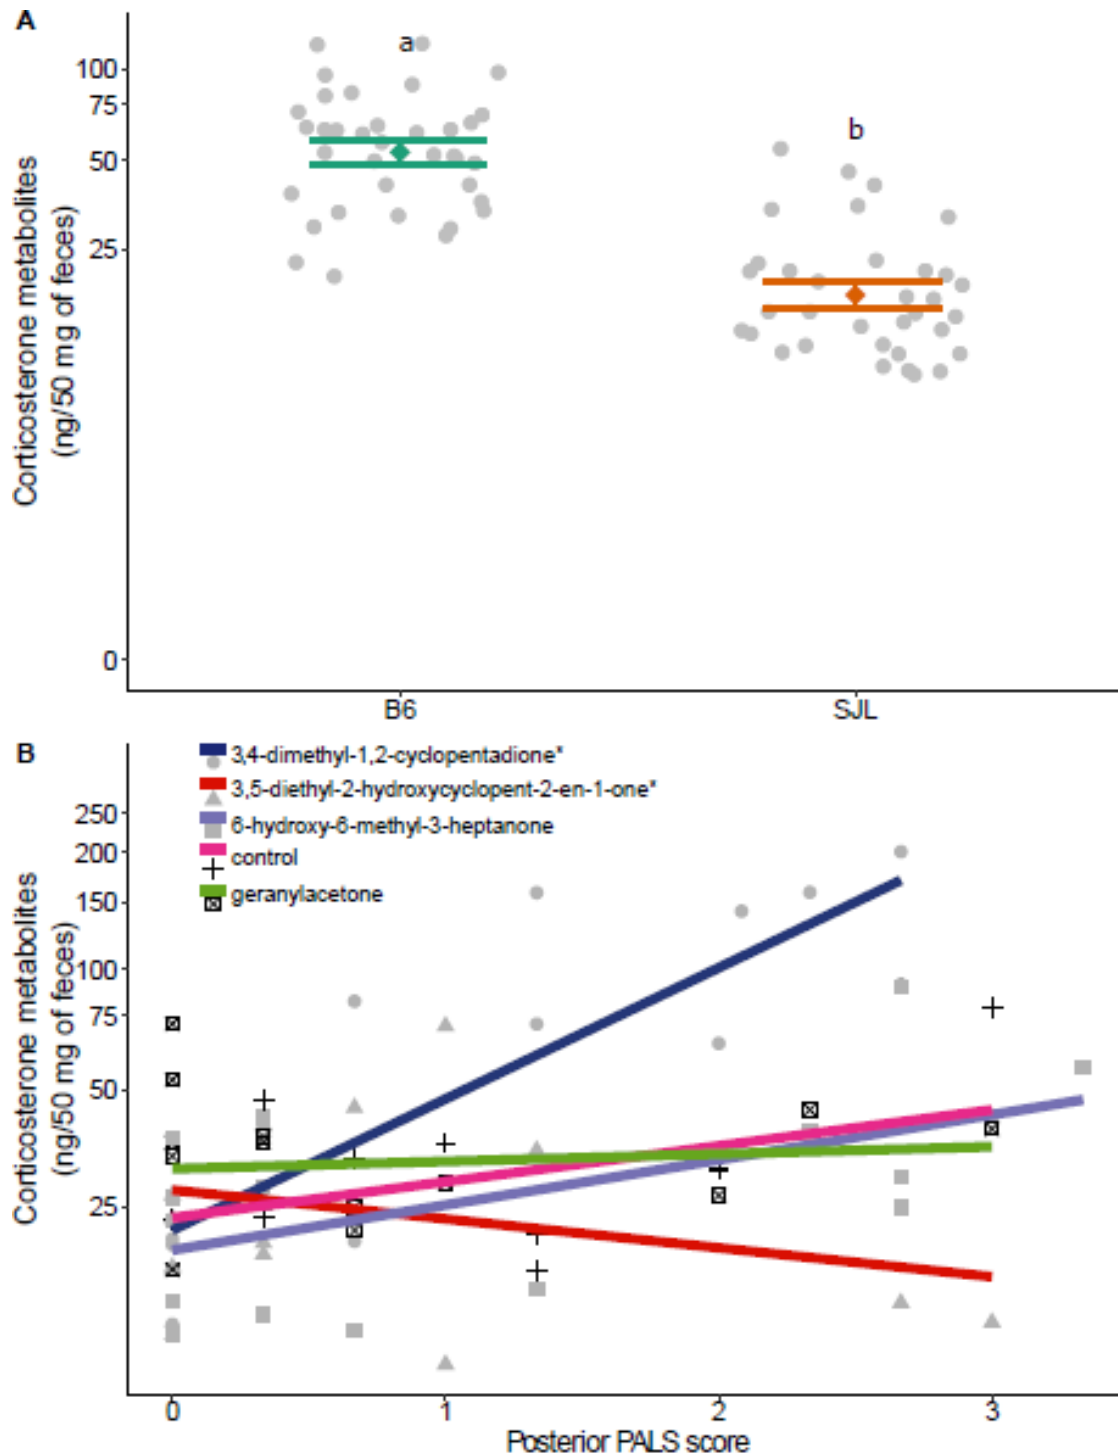 A
Corticosterone metabolites
(ng/50 mg of feces)
100
75
50
25
0
a
b
B6
SJL
B
3,4-dimethyl-1,2-cyclopentadione*
3,5-diethyl-2-hydroxycyclopent-2-en-1-one*
6-hydroxy-6-methyl-3-heptanone
control
geranylacetone
Corticosterone metabolites
(ng/50 mg of feces)
250
200
150
100
75
50
25
0
1
2
3
Posterior PALS score